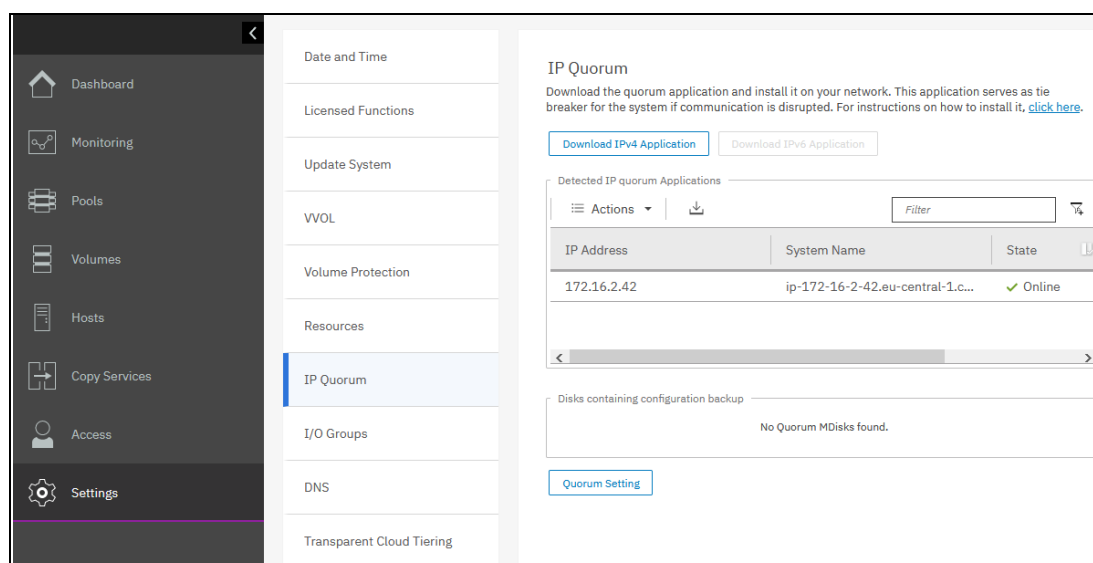 Dashboard
Monitoring
Pools
Volumes
Hosts
Copy Services
Access
Settings
Date and Time
Licensed Functions
Update System
VVOL
Volume Protection
Resources
IP Quorum
I/O Groups
DNS
Transparent Cloud Tiering
IP Quorum
Download the quorum application and install it on your network. This application serves as tie
breaker for the system if communication is disrupted. For instructions on how to install it, click here.
Download IPv4 Application
Download IPv6 Application
Detected IP quorum Applications
Actions
Filter
IP Address System Name State
172.16.2.42 ip-172-16-2-42.eu-central-1.c... Online
Disks containing configuration backup
No Quorum MDisks found.
Quorum Setting